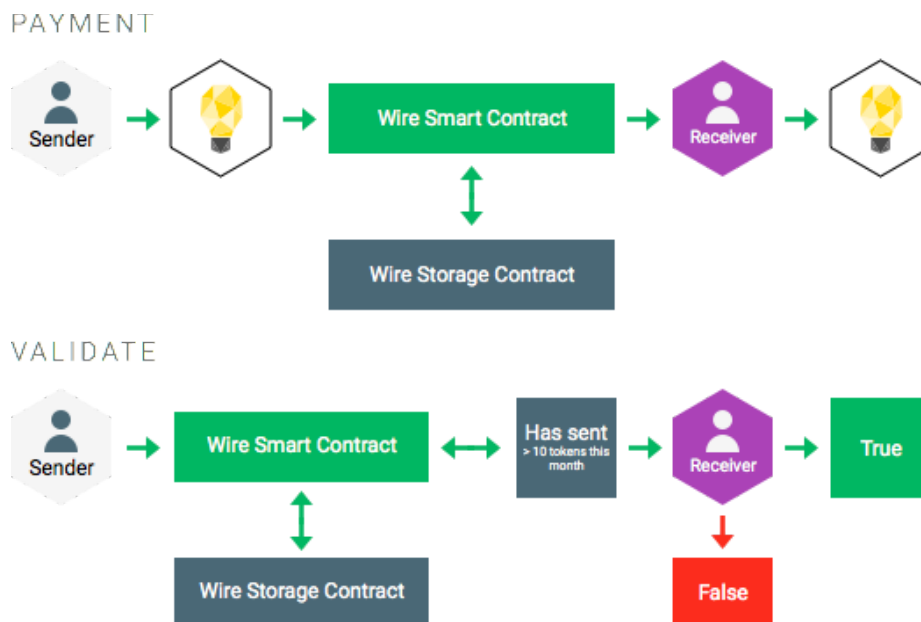 PAYMENT
Sender
Wire Smart Contract
Receiver
Wire Storage Contract
VALIDATE
Sender
Wire Smart Contract
Has sent
> 10 tokens this
month
Receiver
True
Wire Storage Contract
False